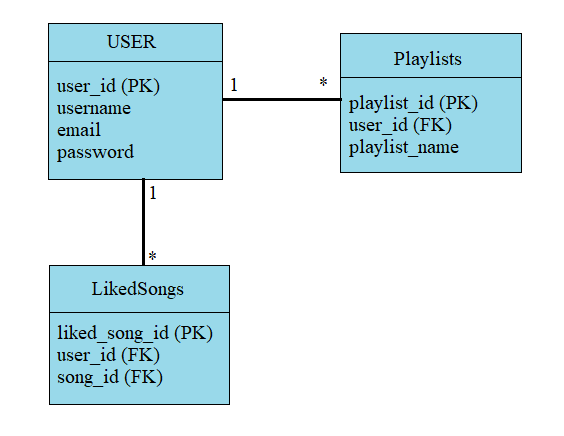 USER
user_id (PK)
username
email
password
1
*
Playlists
playlist_id (PK)
user_id (FK)
playlist_name
1
*
LikedSongs
liked_song_id (PK)
user_id (FK)
song_id (FK)